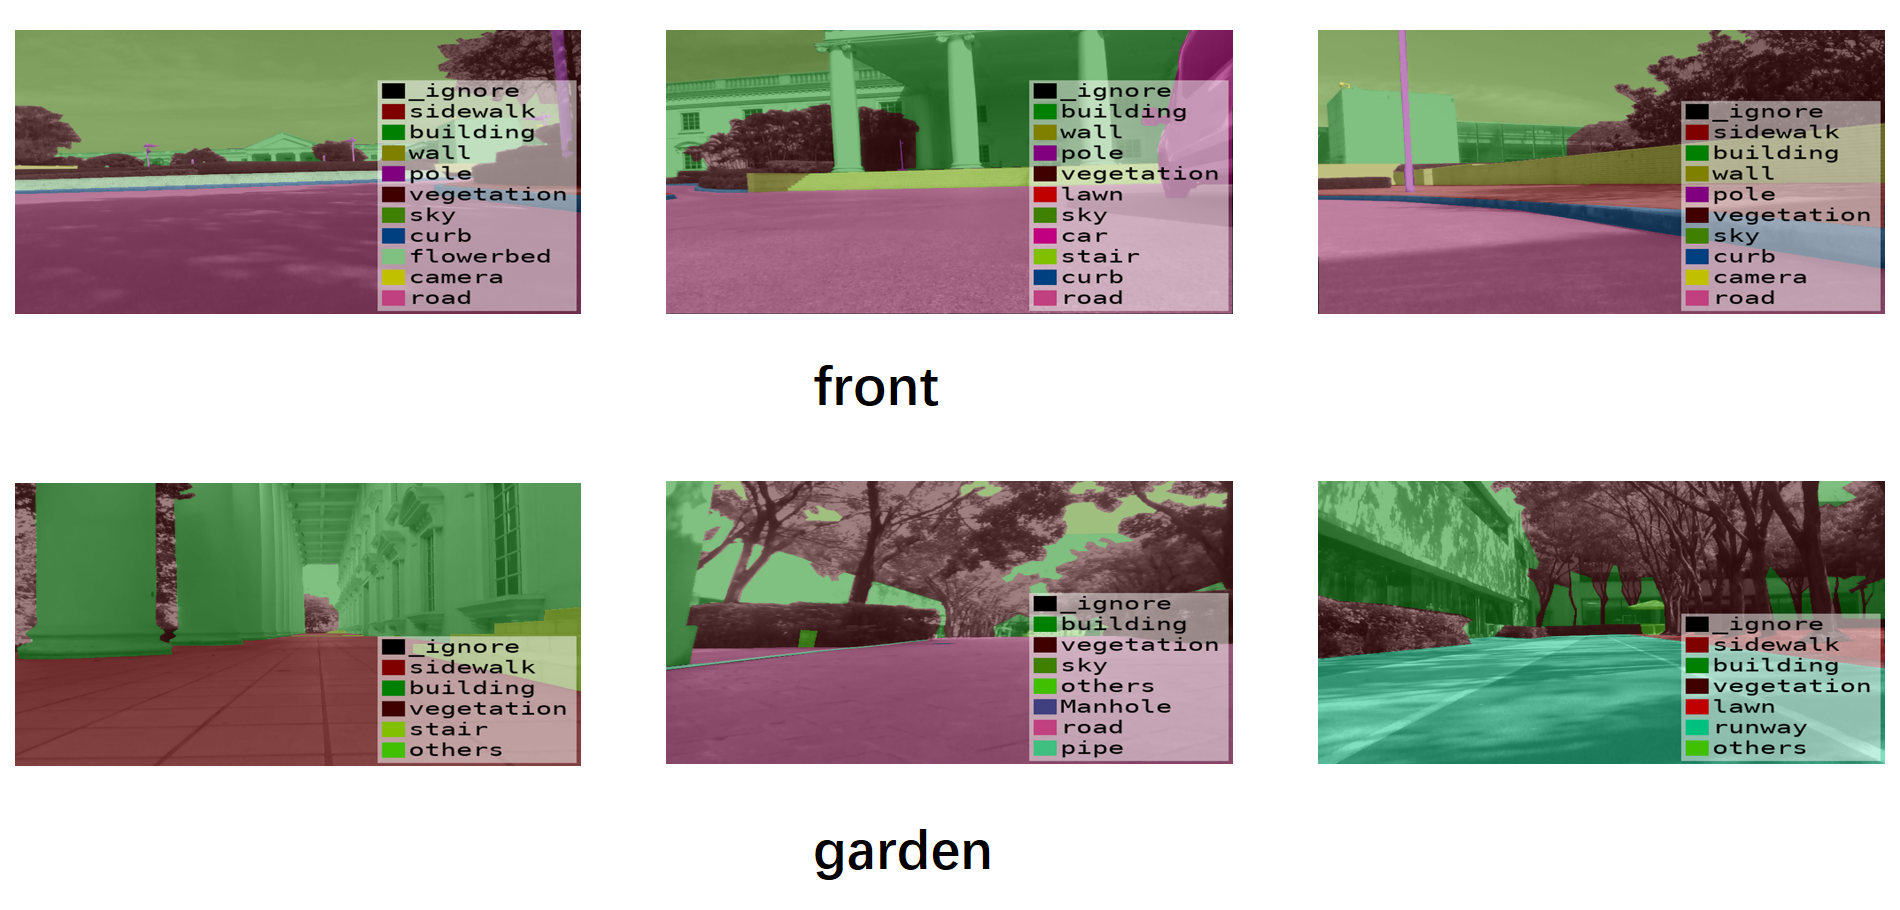 _ignore
sidewalk
building
wall
pole
vegetation
sky
curb
flowerbed
camera
road
_ignore
building
wall
pole
vegetation
lawn
sky
car
stair
curb
road
_ignore
sidewalk
building
wall
pole
vegetation
sky
curb
camera
road
front
_ignore
sidewalk
building
vegetation
stair
others
_ignore
building
vegetation
sky
others
Manhole
road
pipe
_ignore
sidewalk
building
vegetation
lawn
runway
others
garden